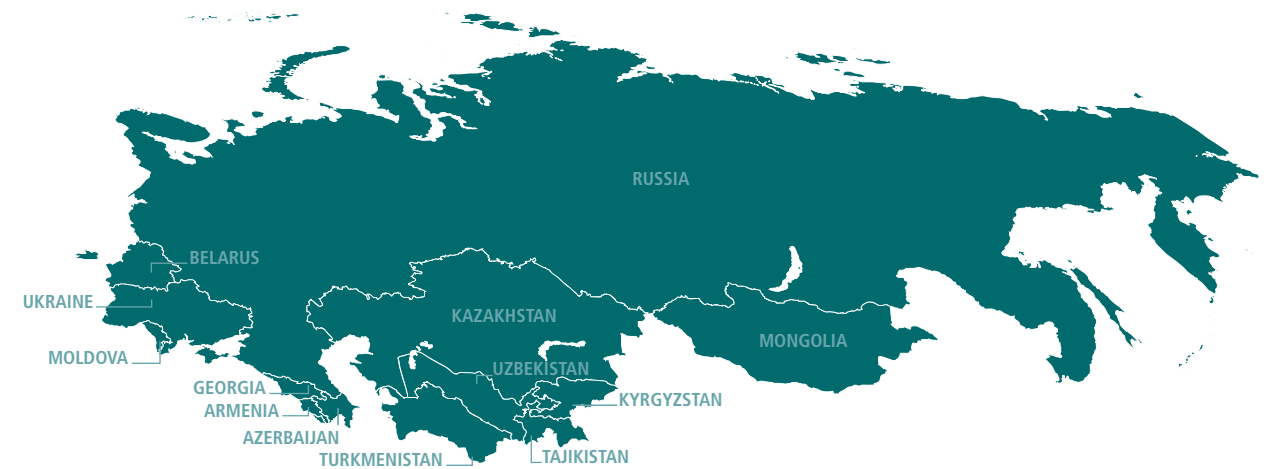 RUSSIA
BELARUS
UKRAINE
KAZAKHSTAN
MONGOLIA
MOLDOVA
UZBEKISTAN
GEORGIA
KYRGYZSTAN
ARMENIA
AZERBAIJAN
TAJIKISTAN
TURKMENISTAN